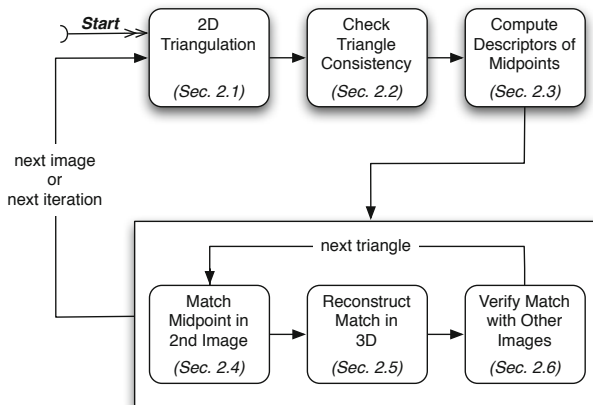 Start
2D
Triangulation
(Sec. 2.1)
Check
Triangle
Consistency
(Sec. 2.2)
Compute
Descriptors of
Midpoints
(Sec. 2.3)
next image
or
next iteration
next triangle
Match
Midpoint in
2nd Image
(Sec. 2.4)
Reconstruct
Match in
3D
(Sec. 2.5)
Verify Match
with Other
Images
(Sec. 2.6)